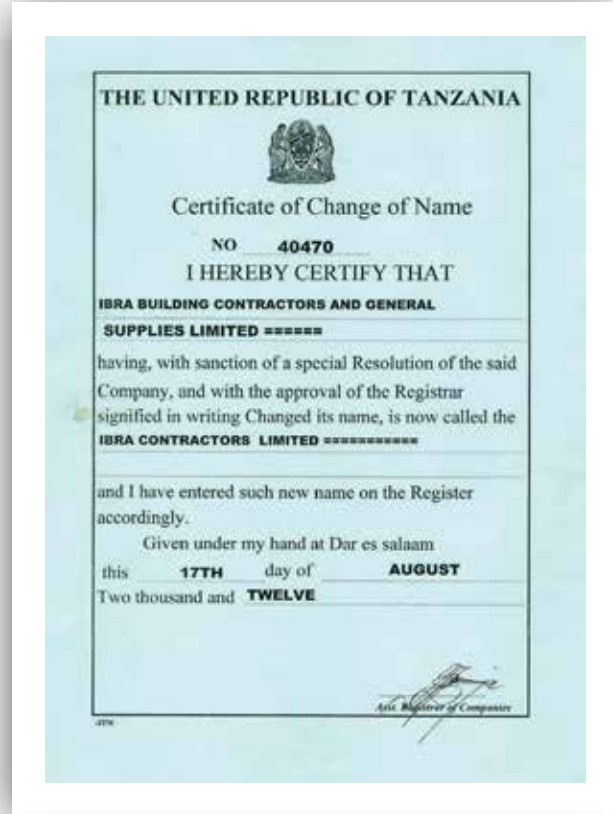 THE UNITED REPUBLIC OF TANZANIA
Certificate of Change of Name
NO 40470
I HEREBY CERTIFY THAT
IBRA BUILDING CONTRACTORS AND GENERAL
SUPPLIES LIMITED ======
having, with sanction of a special Resolution of the said
Company, and with the approval of the Registrar
signified in writing Changed its name, is now called the
IBRA CONTRACTORS LIMITED ===========
and I have entered such new name on the Register
accordingly.
Given under my hand at Dar es salaam
this 17TH day of AUGUST
Two thousand and TWELVE
Registrar of Companies